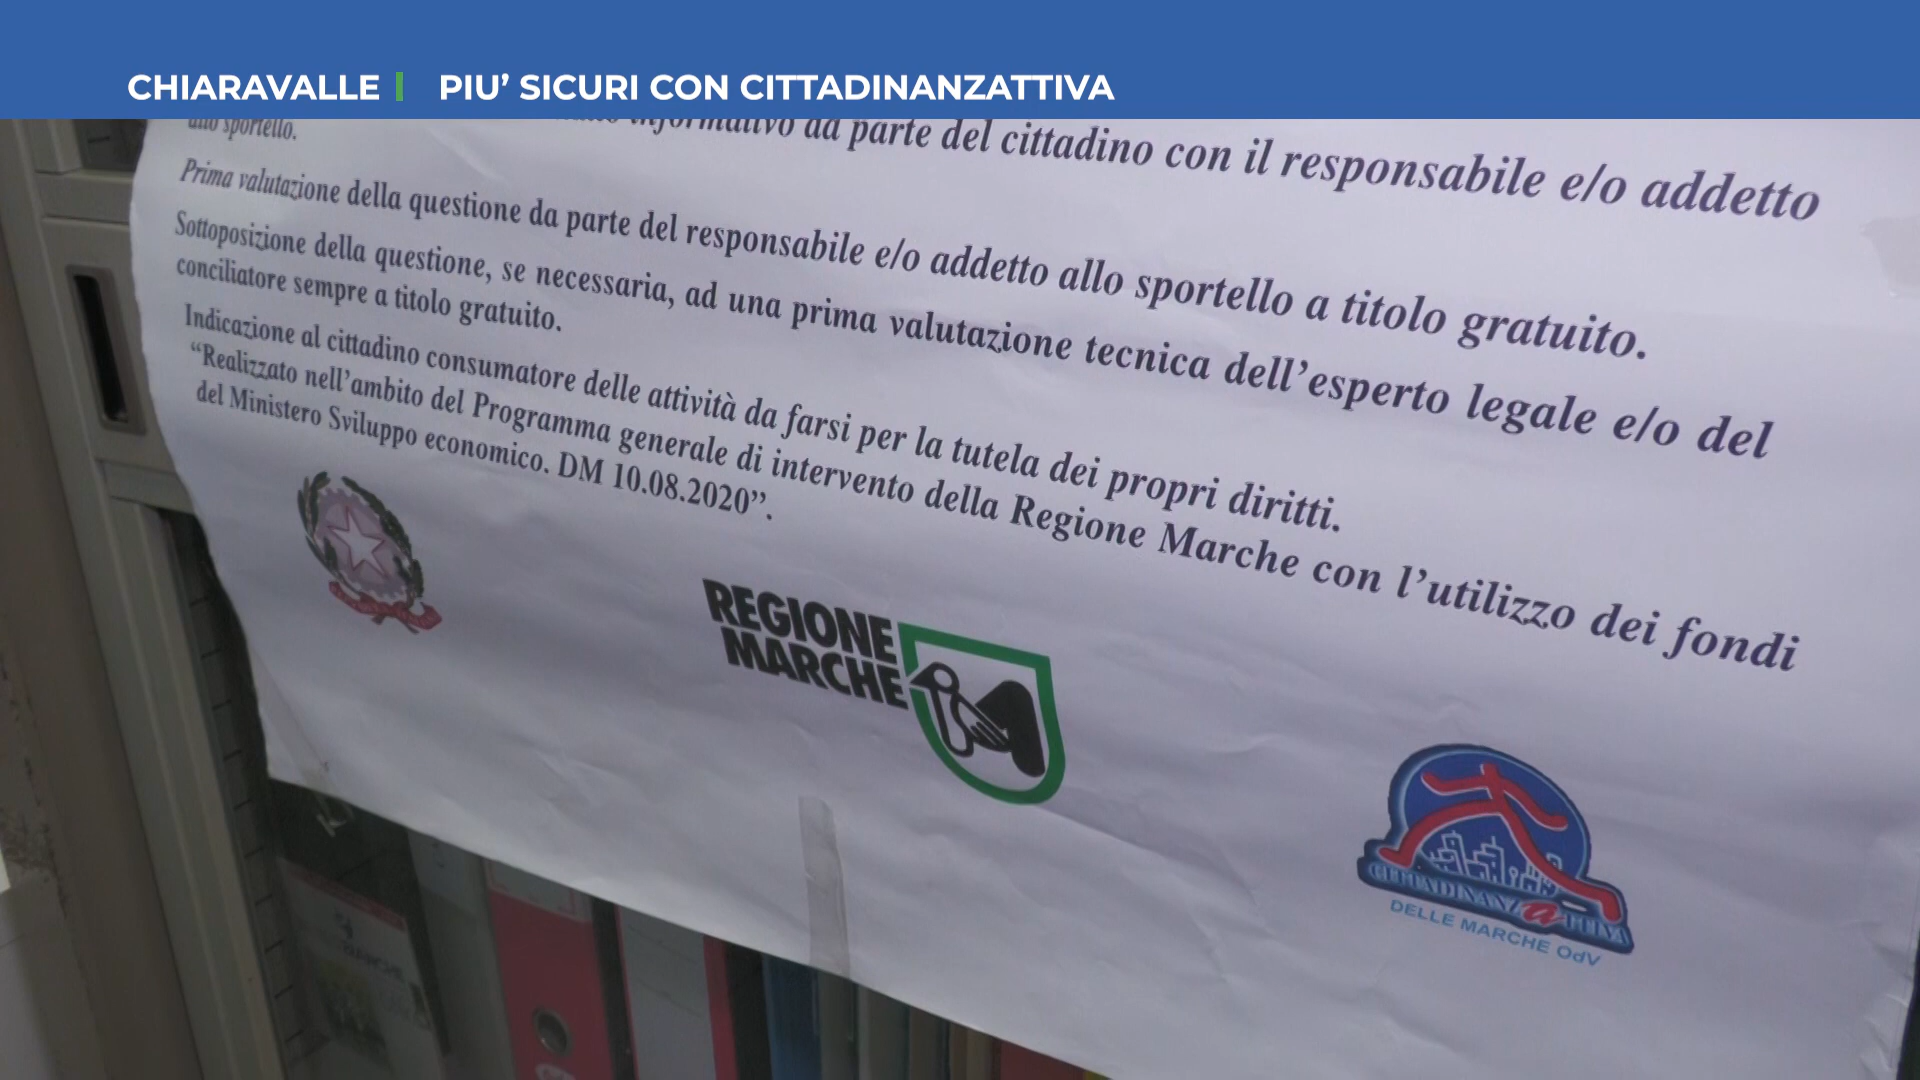 CHIARAVALLE PIU’ SICURI CON CITTADINANZATTIVA
informativo da parte del cittadino con il responsabile e/o addetto
allo sportello.
Prima valutazione della questione da parte del responsabile e/o addetto allo sportello a titolo gratuito.
Sottoposizione della questione, se necessaria, ad una prima valutazione tecnica dell’esperto legale e/o del
conciliatore sempre a titolo gratuito.
Indicazione al cittadino consumatore delle attività da farsi per la tutela dei propri diritti.
“Realizzato nell’ambito del Programma generale di intervento della Regione Marche con l’utilizzo dei fondi
del Ministero Sviluppo economico. DM 10.08.2020”.
REGIONE
MARCHE
CITTADINANZaTTIVA
DELLE MARCHE OdV